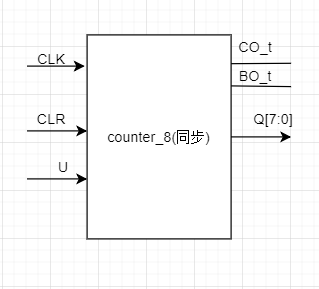 CLK
CO_t
BO_t
CLR
Q[7:0]
counter_8(同步)
U